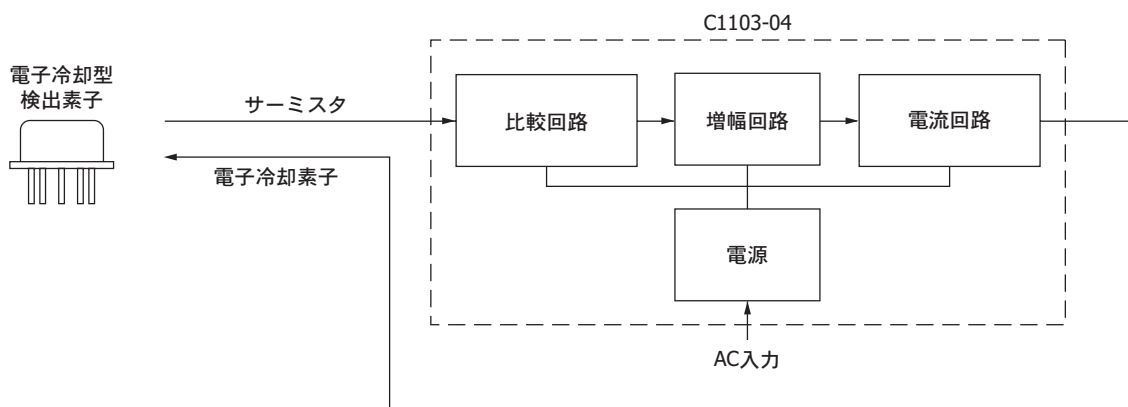 C1103-04
電子冷却型
検出素子
サーミスタ
電子冷却素子
比較回路
増幅回路
電流回路
電源
AC入力